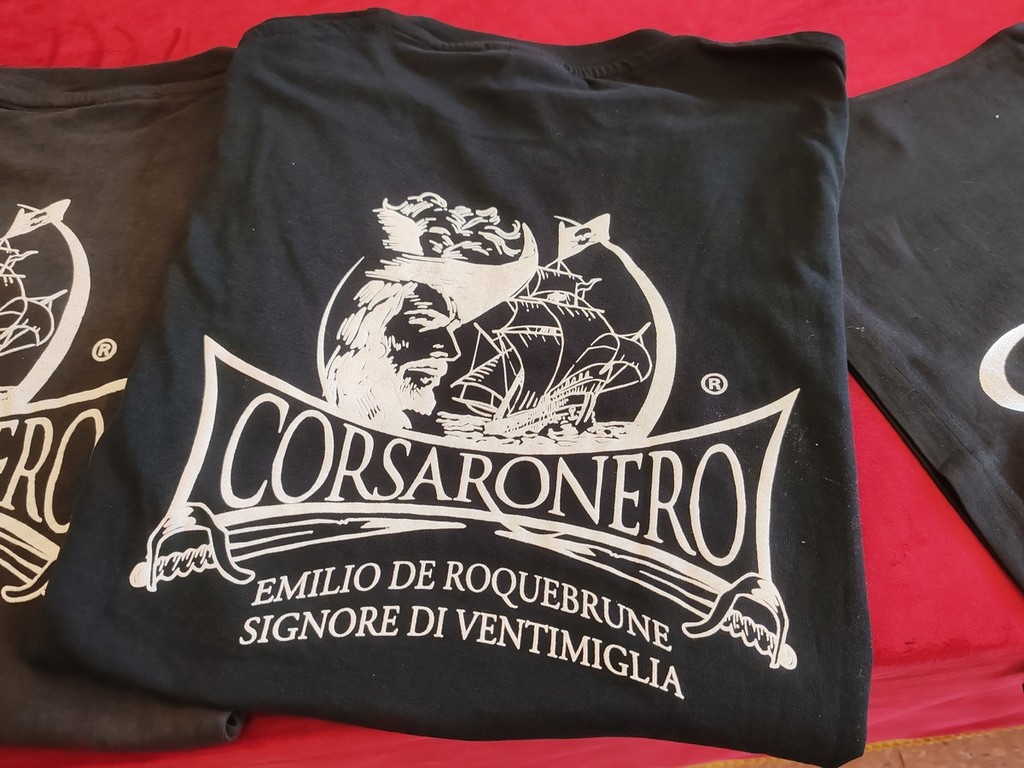 ®
®
CORSARONERO
EMILIO DE ROQUEBRUNE
SIGNORE DI VENTIMIGLIA